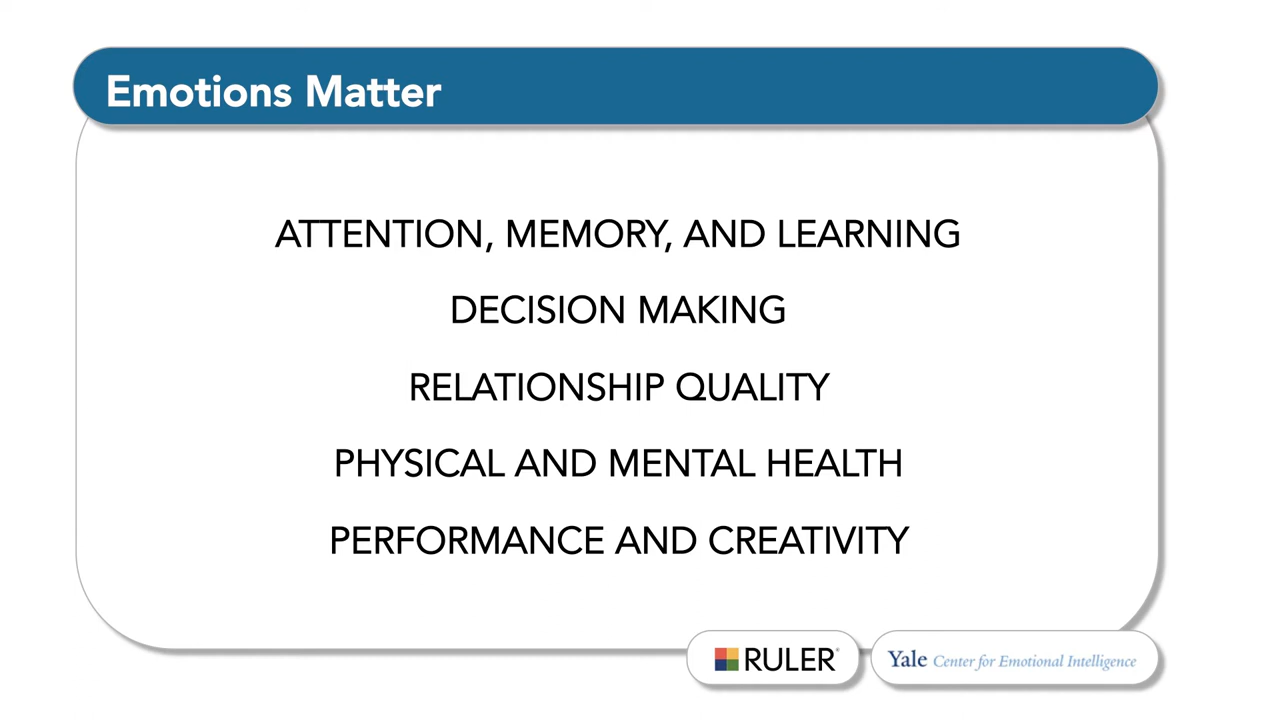 Emotions Matter
ATTENTION, MEMORY, AND LEARNING
DECISION MAKING
RELATIONSHIP QUALITY
PHYSICAL AND MENTAL HEALTH
PERFORMANCE AND CREATIVITY
RULER®
Yale Center for Emotional Intelligence